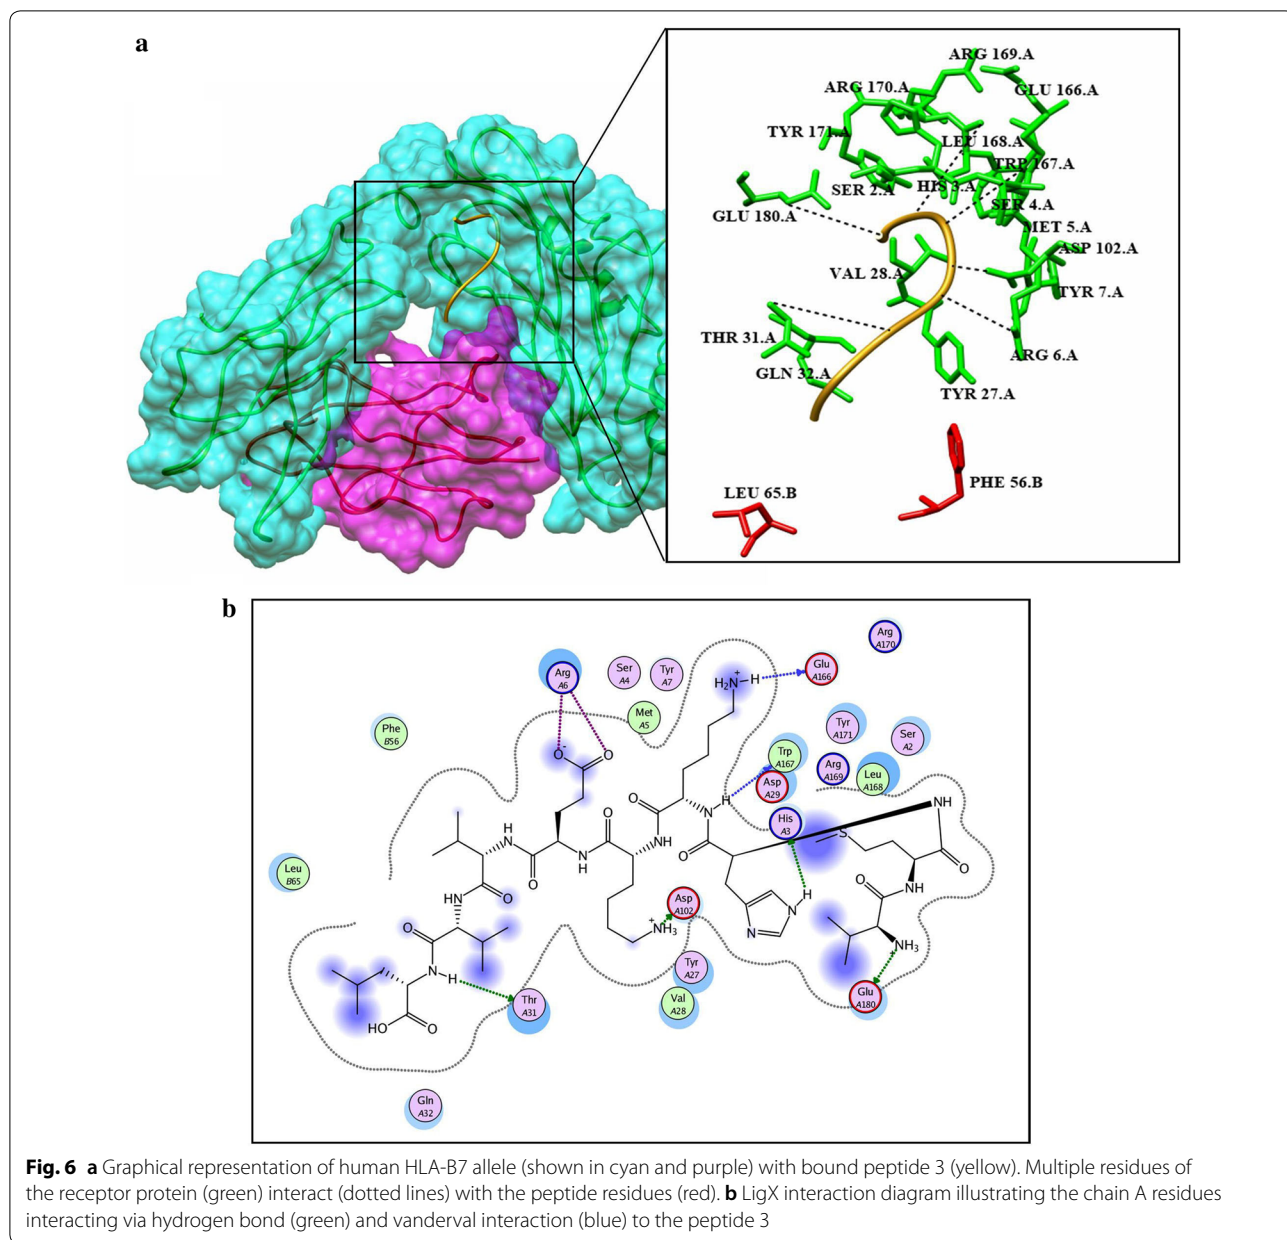 a
ARG 169.A
ARG 170.A
GLU 166.A
TYR 171.A
LEU 168.A
TRP 167.A
SER 2.A
HIS 3.A
SER 4.A
GLU 180.A
MET 5.A
ASP 102.A
VAL 28.A
TYR 7.A
THR 31.A
ARG 6.A
GLN 32.A
TYR 27.A
PHE 56.B
LEU 65.B
b
Arg
A170
Arg
A6
Ser
A4
Tyr
A7
Glu
A166
H₂N
+
H
Met
A5
Tyr
A171
Ser
A2
Phe
B56
Trp
A167
Arg
A169
Leu
A168
Asp
A29
O
-
O
H
N
O
O
NH
His
A3
S
H
N
O
N
H
O
O
Leu
B65
O
N
H
O
HN
Asp
A102
H
N
N
O
NH
O
+
NH₃
NH₃
+
O
N
H
Tyr
A27
Val
A28
Glu
A180
Thr
A31
HO
O
Gln
A32
Fig. 6 a Graphical representation of human HLA-B7 allele (shown in cyan and purple) with bound peptide 3 (yellow). Multiple residues of
the receptor protein (green) interact (dotted lines) with the peptide residues (red). b LigX interaction diagram illustrating the chain A residues
interacting via hydrogen bond (green) and vanderval interaction (blue) to the peptide 3